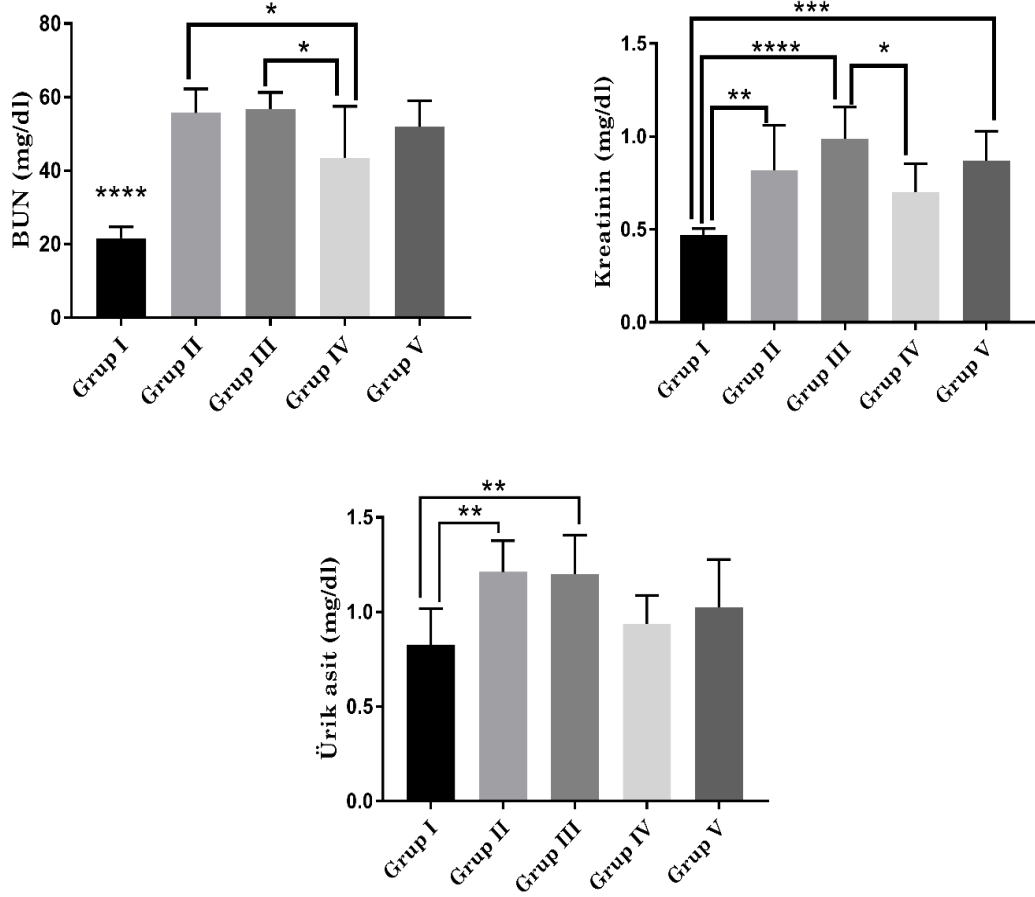 BUN (mg/dl)
80
60
40
20
0
*
*
****
Grup I
Grup II
Grup III
Grup IV
Grup V
Kreatinin (mg/dl)
1.5
1.0
0.5
0.0
***
****
*
**
Grup I
Grup II
Grup III
Grup IV
Grup V
Ürik asit (mg/dl)
1.5
1.0
0.5
0.0
**
**
Grup I
Grup II
Grup III
Grup IV
Grup V